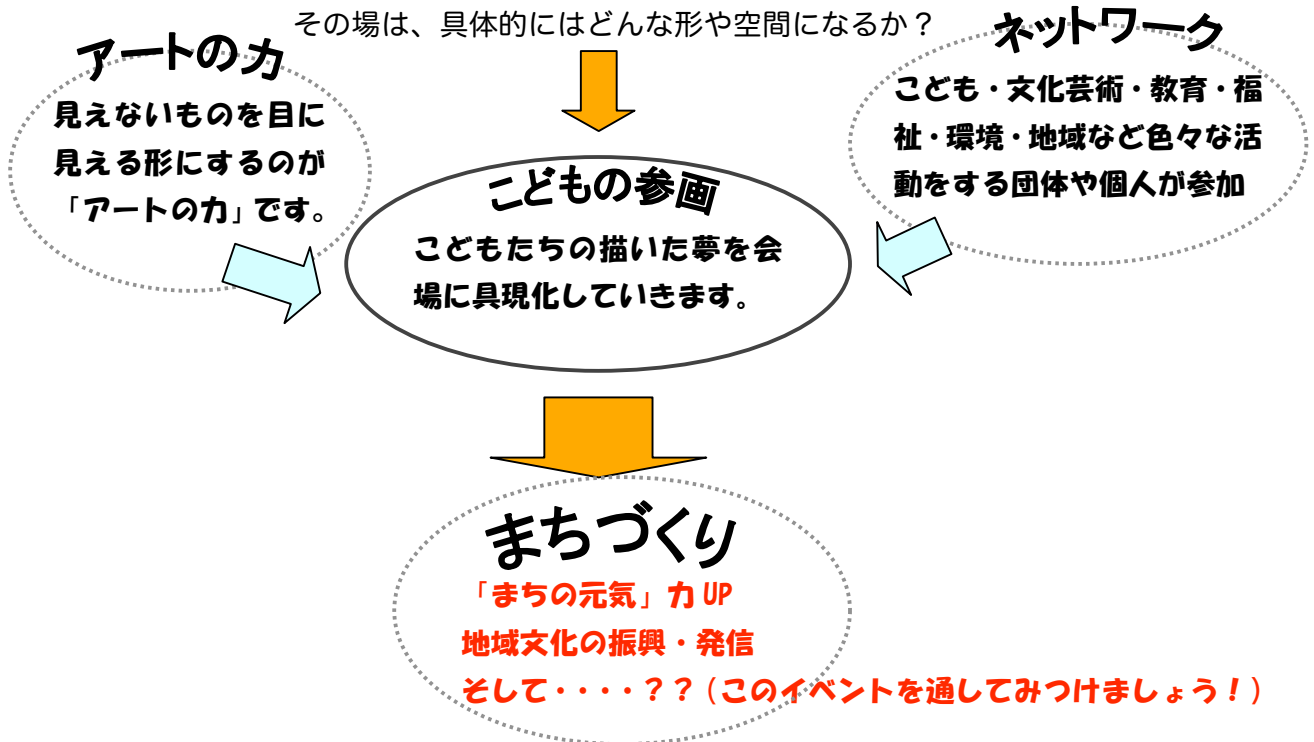 その場は、具体的にはどんな形や空間になるか？
アートの力
見えないものを目に
見える形にするのが
「アートの力」です。
ネットワーク
こども・文化芸術・教育・福
祉・環境・地域など色々な活
動をする団体や個人が参加
こどもの参画
こどもたちの描いた夢を会
場に具現化していきます。
まちづくり
「まちの元気」力UP
地域文化の振興・発信
そして・・・・？？（このイベントを通してみつけましょう！）